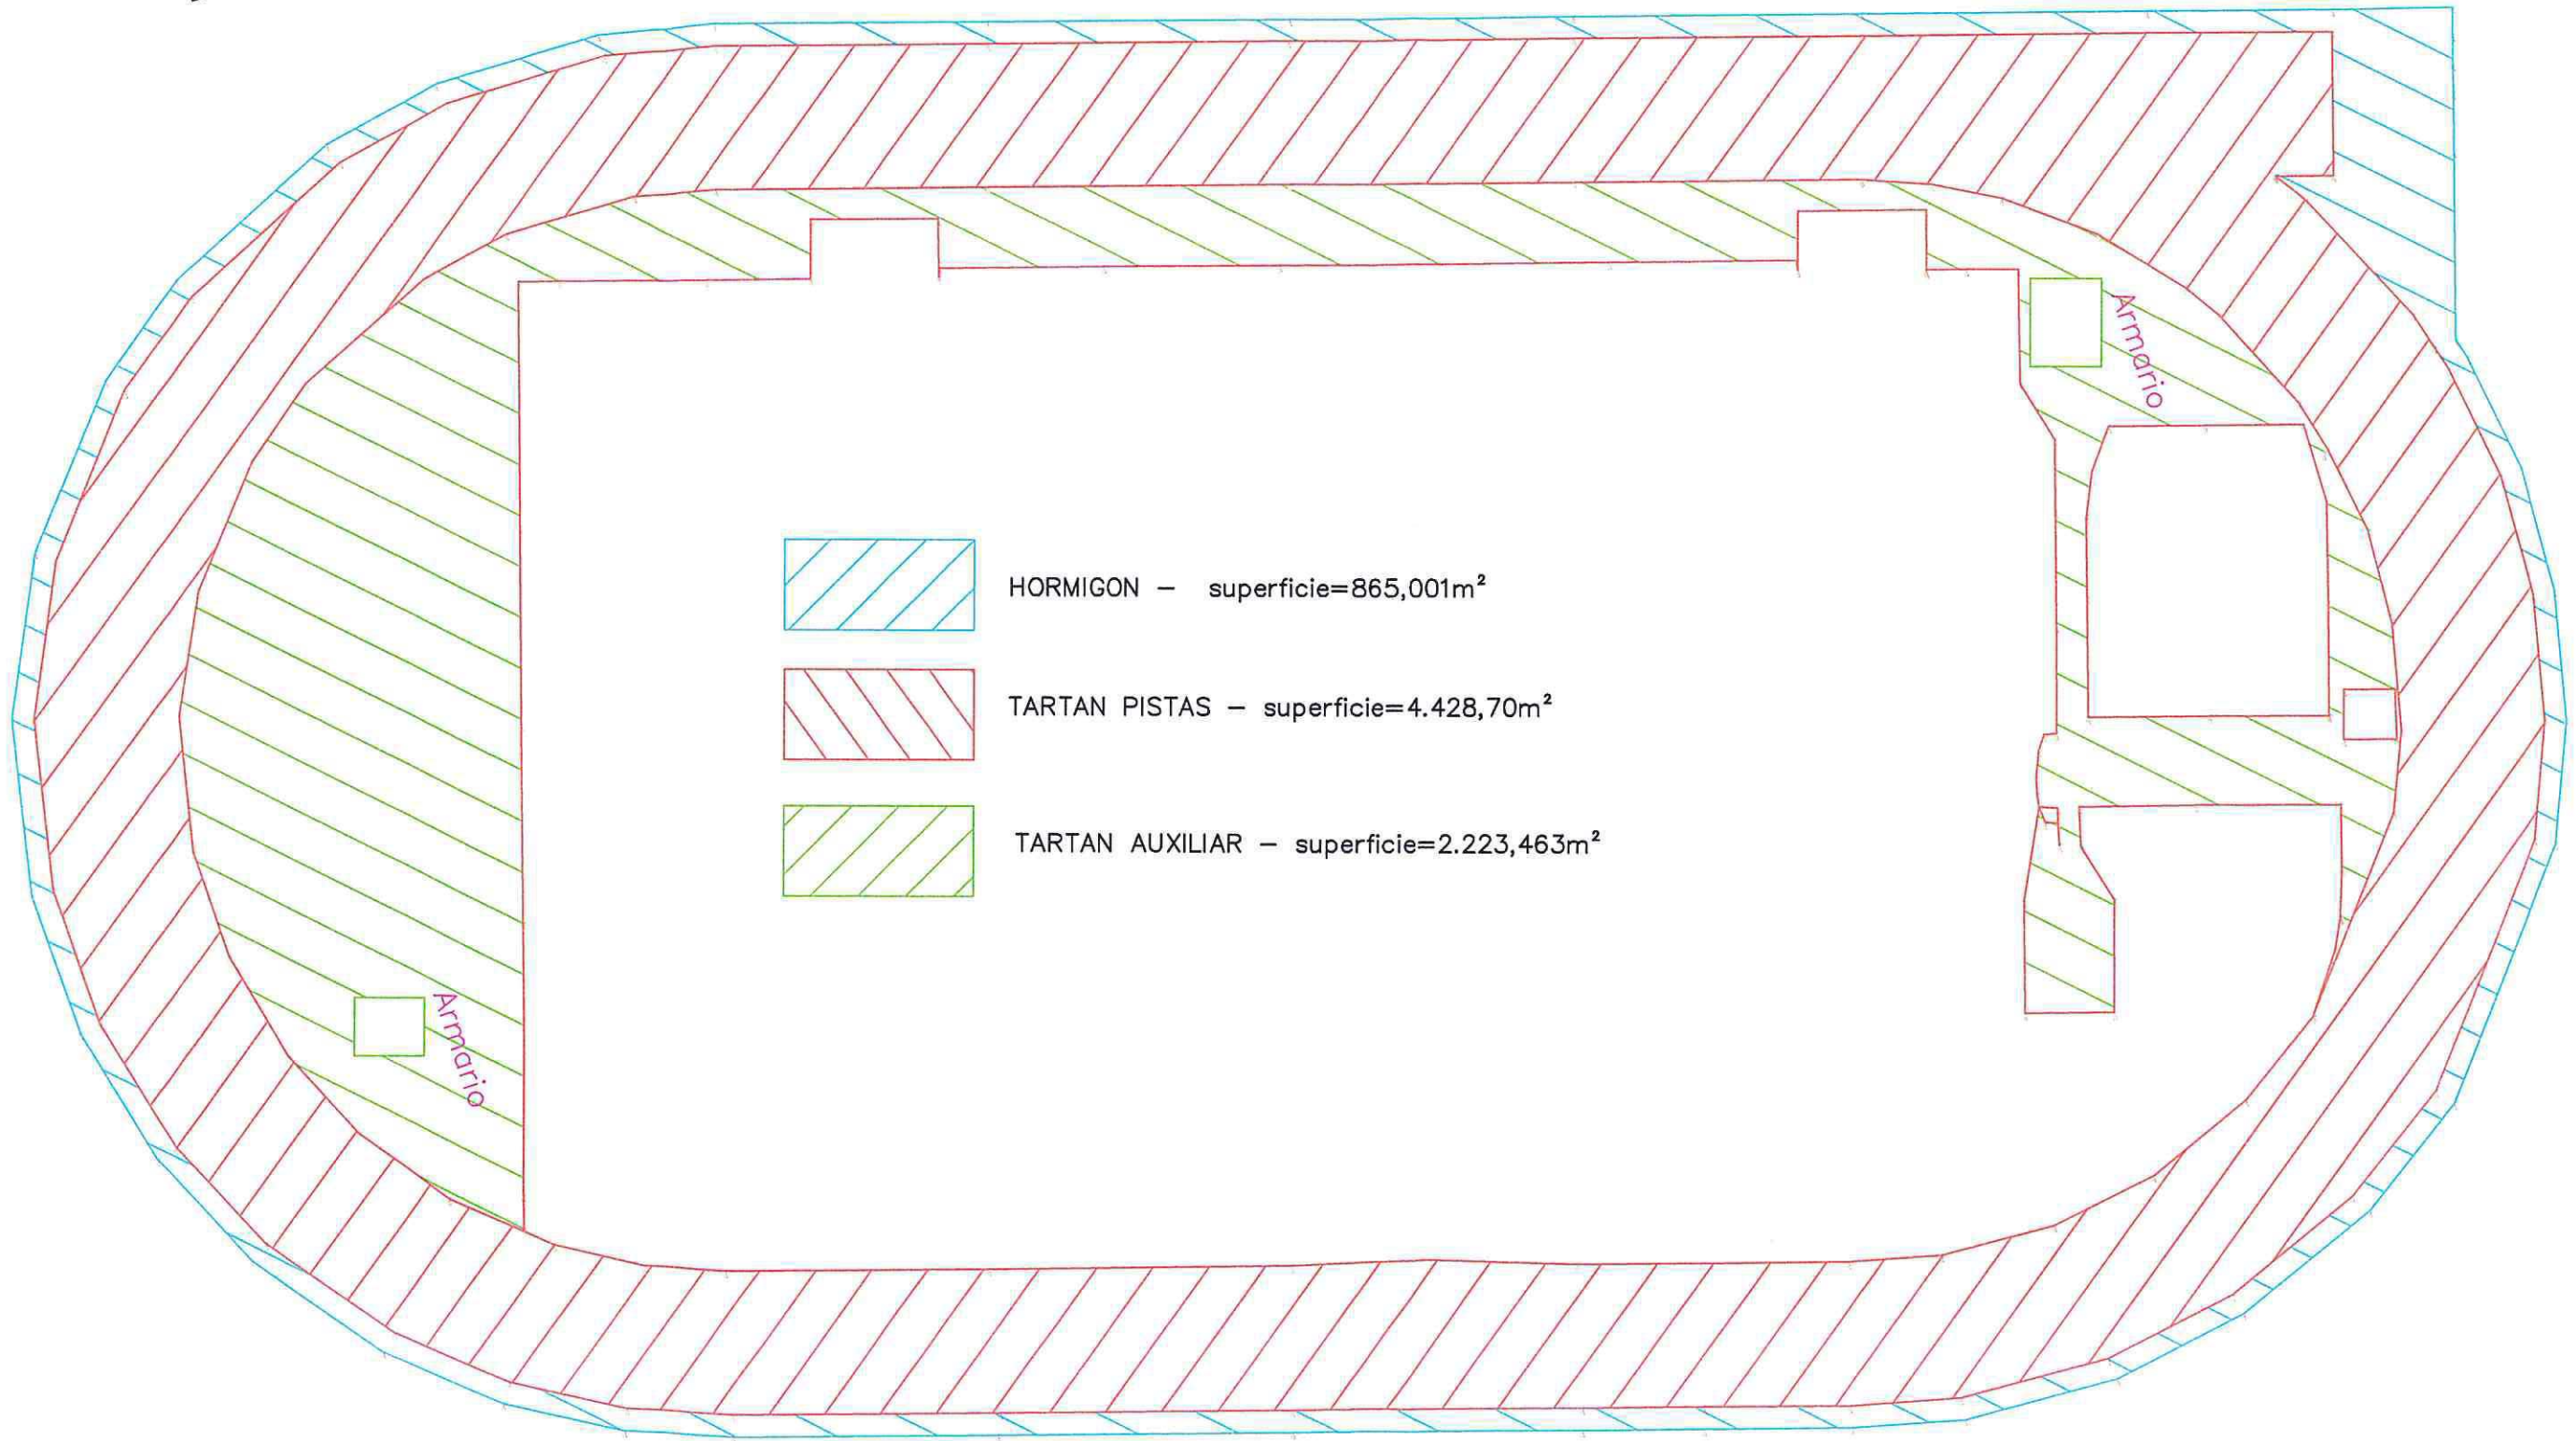 Armario
HORMIGON – superficie=865,001m²
TARTAN PISTAS – superficie=4.428,70m²
TARTAN AUXILIAR – superficie=2.223,463m²
Armario